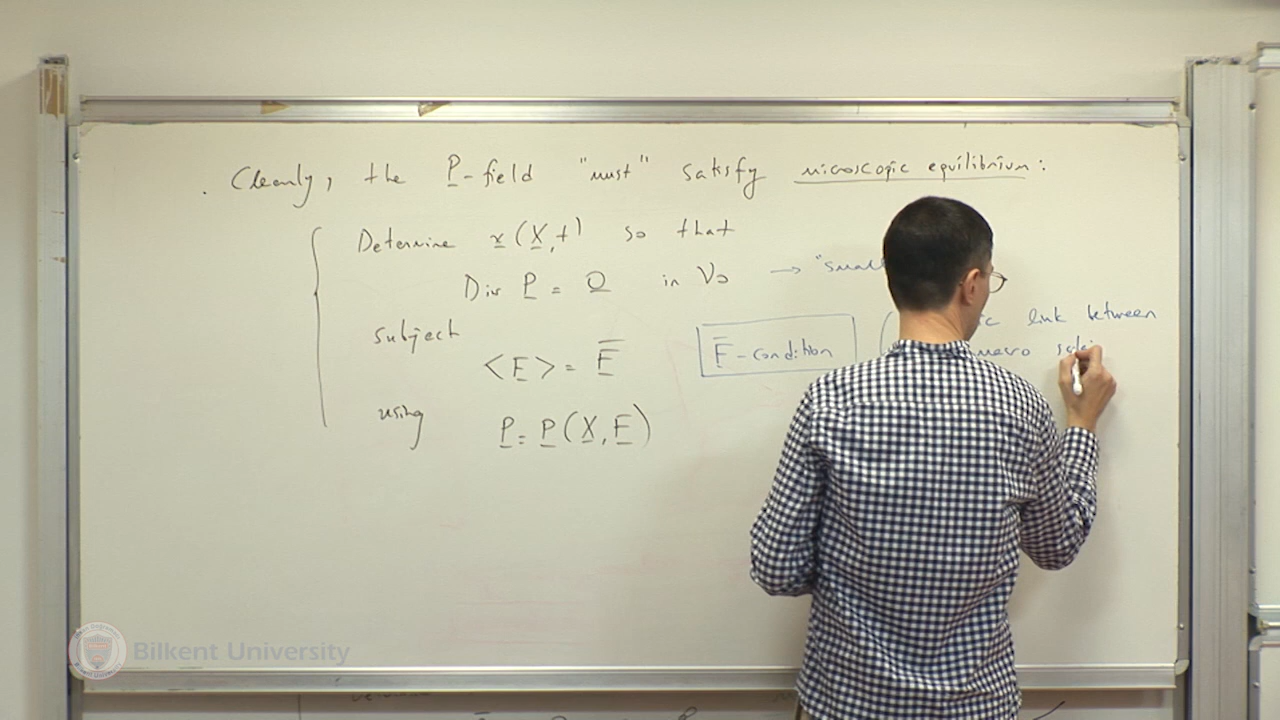 . Clearly, the P-field "must" satisfy microscopic equilibrium :
Determine x(X,t) so that
Div P = 0 in V₀ → "small
subject
<F> = F̄ F̄-condition ( link between
macro
using P = P(X,F)
Bilkent University